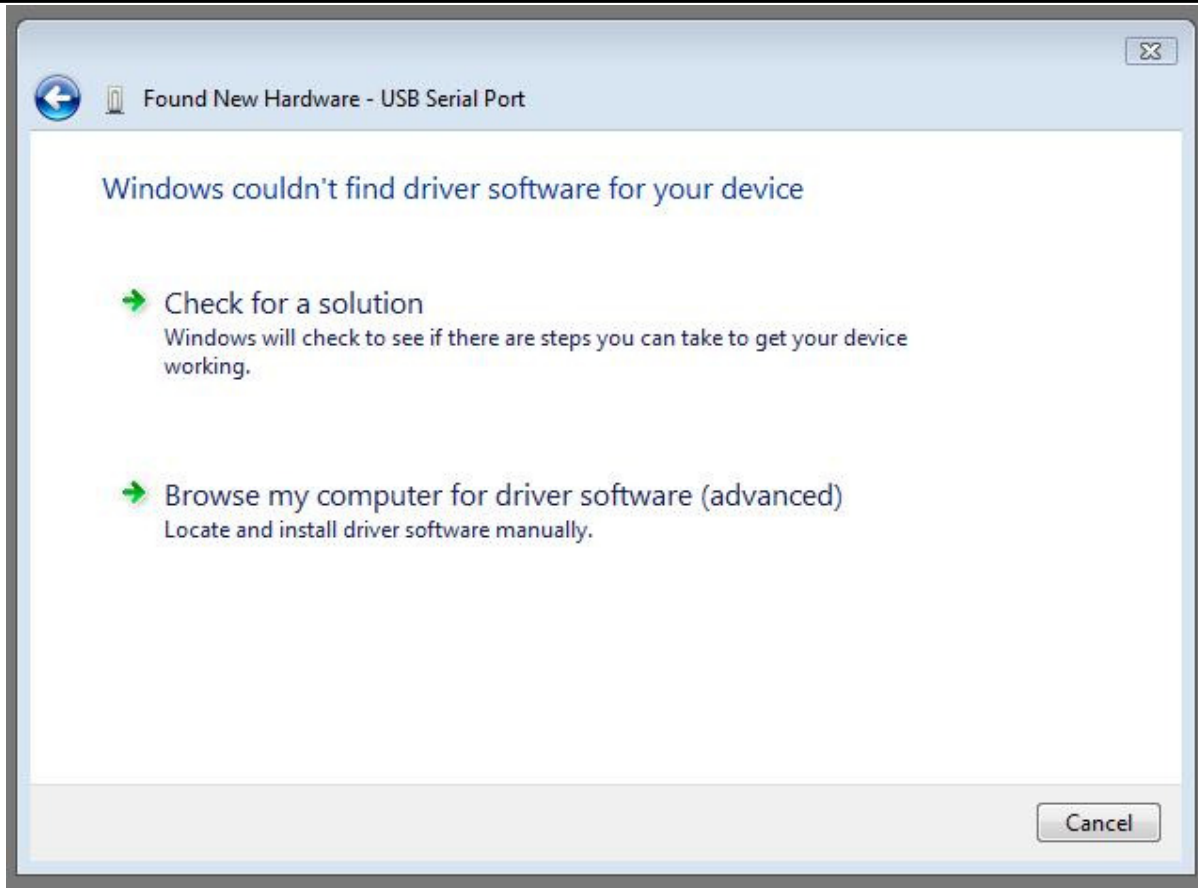 Found New Hardware - USB Serial Port
Windows couldn't find driver software for your device
Check for a solution
Windows will check to see if there are steps you can take to get your device
working.
Browse my computer for driver software (advanced)
Locate and install driver software manually.
Cancel